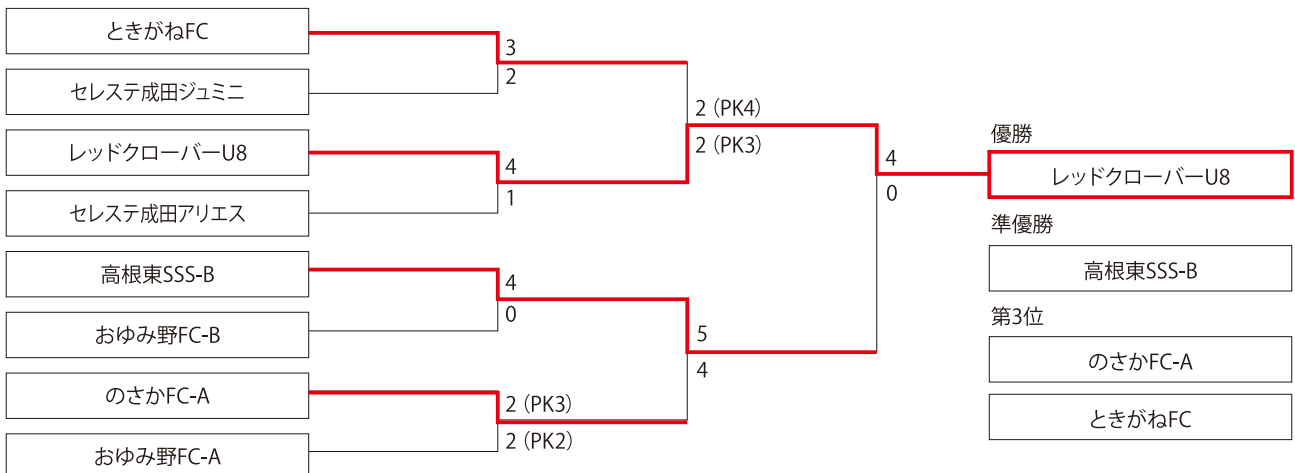 ときがねFC
3
2
セレステ成田ジュミニ
2（PK4）
2（PK3）
レッドクローバーU8
4
1
セレステ成田アリエス
4
0
優勝
レッドクローバーU8
準優勝
高根東SSS-B
第3位
のさかFC-A
ときがねFC
高根東SSS-B
4
0
おゆみ野FC-B
5
4
のさかFC-A
2（PK3）
2（PK2）
おゆみ野FC-A